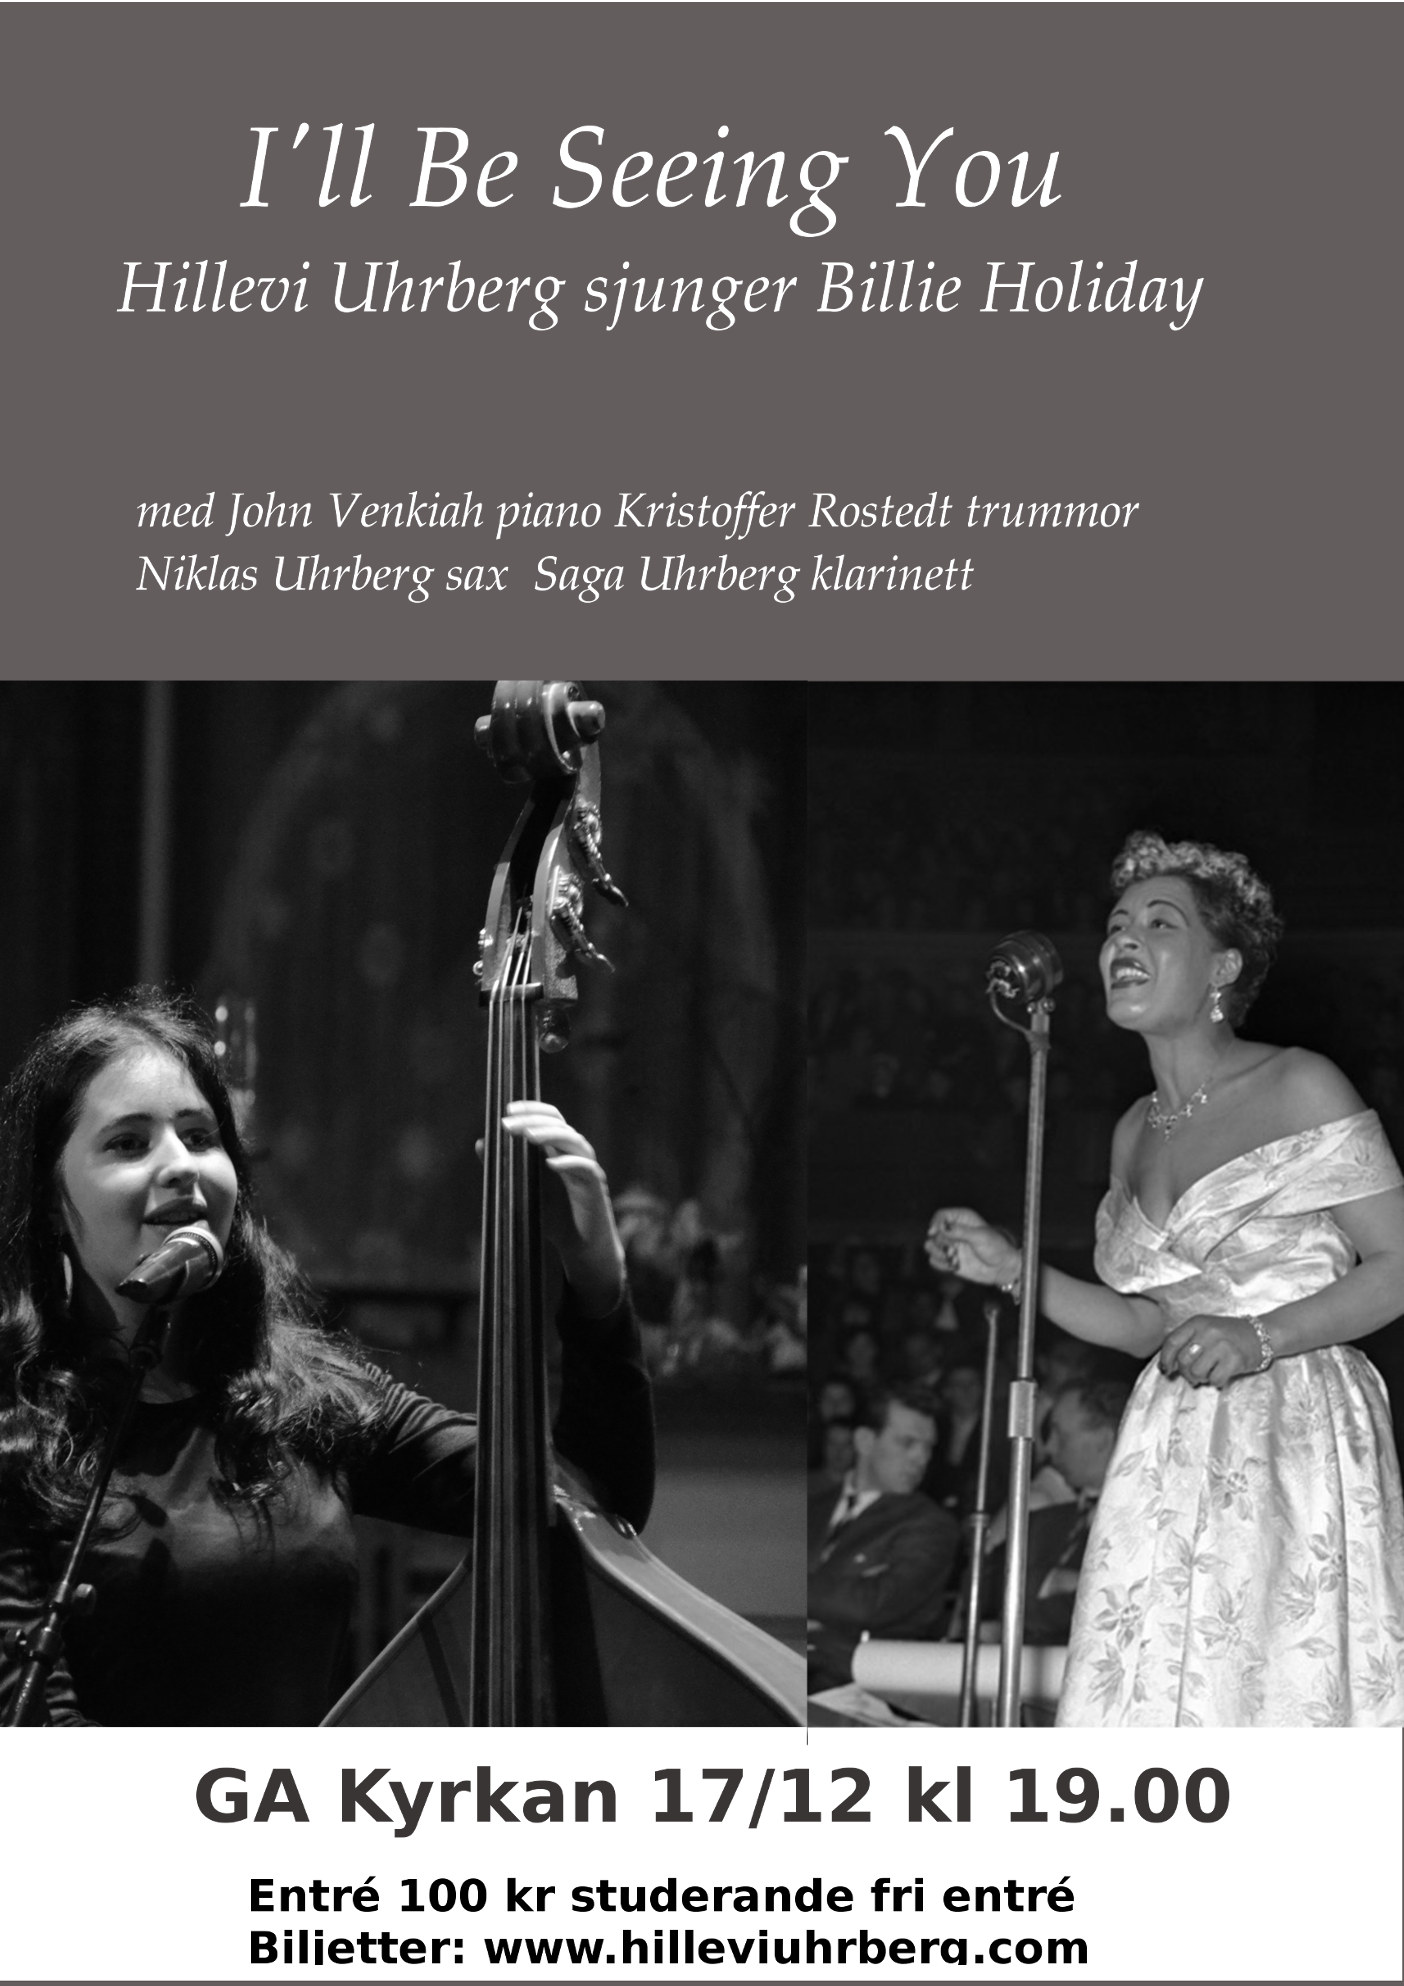 I´ll Be Seeing You
Hillevi Uhrberg sjunger Billie Holiday
med John Venkiah piano Kristoffer Rostedt trummor
Niklas Uhrberg sax  Saga Uhrberg klarinett
GA Kyrkan 17/12 kl 19.00
Entré 100 kr studerande fri entré
Biljetter: www.hilleviuhrberg.com